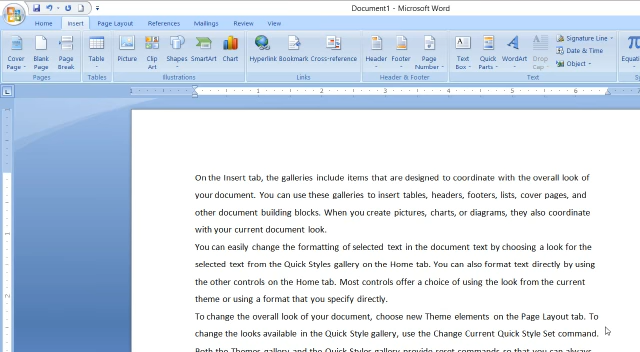 Document1 - Microsoft Word
Home Insert Page Layout References Mailings Review View
Cover Page Blank Page Page Break Table Picture Clip Art Shapes SmartArt Chart Hyperlink Bookmark Cross-reference Header Footer Page Number Text Box Quick Parts WordArt Drop Cap
Signature Line
Date & Time
Object
Pages Tables Illustrations Links Header & Footer Text
On the Insert tab, the galleries include items that are designed to coordinate with the overall look of
your document. You can use these galleries to insert tables, headers, footers, lists, cover pages, and
other document building blocks. When you create pictures, charts, or diagrams, they also coordinate
with your current document look.
You can easily change the formatting of selected text in the document text by choosing a look for the
selected text from the Quick Styles gallery on the Home tab. You can also format text directly by using
the other controls on the Home tab. Most controls offer a choice of using the look from the current
theme or using a format that you specify directly.
To change the overall look of your document, choose new Theme elements on the Page Layout tab. To
change the looks available in the Quick Style gallery, use the Change Current Quick Style Set command.
Both the Themes gallery and the Quick Styles gallery provide reset commands so that you can always